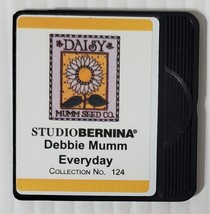 DAISY
MUMM SEED CO.
STUDIOBERNINA®
Debbie Mumm
Everyday
COLLECTION NO. 124